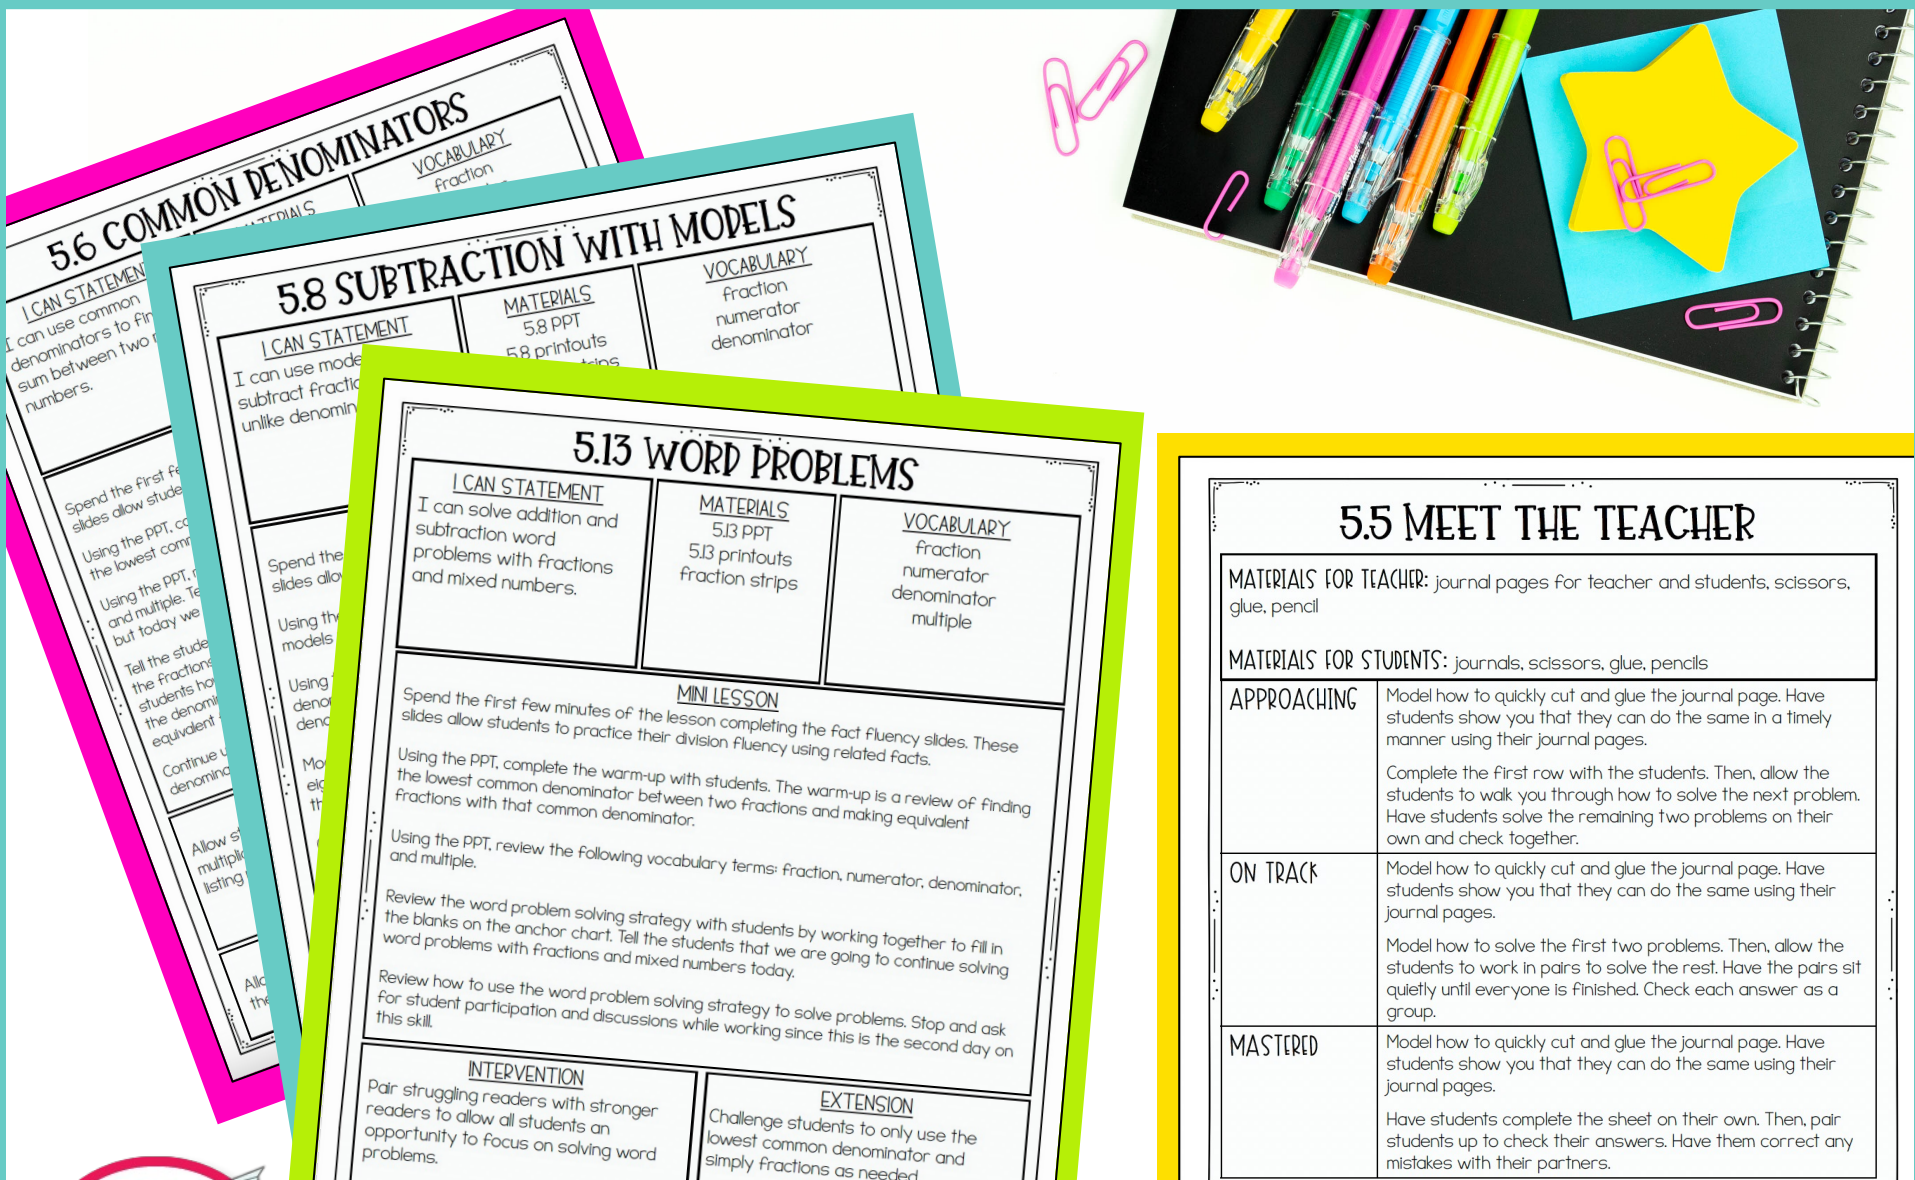 5.6 COMMON DENOMINATORS
I CAN STATEMENT
I can use common
denominators to
sum between two
numbers.
MATERIALS
VOCABULARY
fraction
Spend the first
slides allow
Using the PPT,
the lowest
Using the PPT,
and multiple.
but today we
Tell the
the fractions
students
the
equivalent
Continue
Allow
listing
5.8 SUBTRACTION WITH MODELS
I CAN STATEMENT
I can use
subtract
unlike
MATERIALS
5.8 PPT
5.8 printouts
VOCABULARY
fraction
numerator
denominator
Spend the
slides
Using the
models
Using
5.13 WORD PROBLEMS
I CAN STATEMENT
I can solve addition and
subtraction word
problems with fractions
and mixed numbers.
MATERIALS
5.13 PPT
5.13 printouts
fraction strips
VOCABULARY
fraction
numerator
denominator
multiple
MINI LESSON
Spend the first few minutes of the lesson completing the fact fluency slides. These
slides allow students to practice their division fluency using related facts.
Using the PPT, complete the warm-up with students. The warm-up is a review of finding
the lowest common denominator between two fractions and making equivalent
fractions with that common denominator.
Using the PPT, review the following vocabulary terms: fraction, numerator, denominator,
and multiple.
Review the word problem solving strategy with students by working together to fill in
the blanks on the anchor chart. Tell the students that we are going to continue solving
word problems with fractions and mixed numbers today.
Review how to use the word problem solving strategy to solve problems. Stop and ask
for student participation and discussions while working since this is the second day on
this skill.
INTERVENTION
Pair struggling readers with stronger
readers to allow all students an
opportunity to focus on solving word
problems.
EXTENSION
Challenge students to only use the
lowest common denominator and
simply fractions as needed
5.5 MEET THE TEACHER
MATERIALS FOR TEACHER: journal pages for teacher and students, scissors,
glue, pencil
MATERIALS FOR STUDENTS: journals, scissors, glue, pencils
APPROACHING
Model how to quickly cut and glue the journal page. Have
students show you that they can do the same in a timely
manner using their journal pages.
Complete the first row with the students. Then, allow the
students to walk you through how to solve the next problem.
Have students solve the remaining two problems on their
own and check together.
ON TRACK
Model how to quickly cut and glue the journal page. Have
students show you that they can do the same using their
journal pages.
Model how to solve the first two problems. Then, allow the
students to work in pairs to solve the rest. Have the pairs sit
quietly until everyone is finished. Check each answer as a
group.
MASTERED
Model how to quickly cut and glue the journal page. Have
students show you that they can do the same using their
journal pages.
Have students complete the sheet on their own. Then, pair
students up to check their answers. Have them correct any
mistakes with their partners.